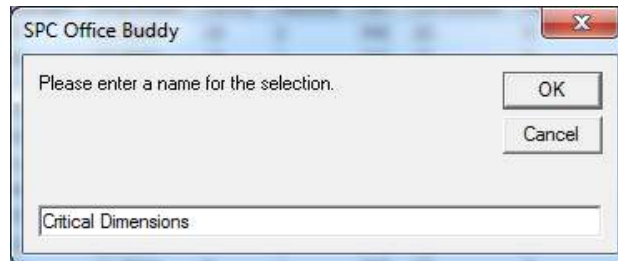 SPC Office Buddy
Please enter a name for the selection.
OK
Cancel
Critical Dimensions